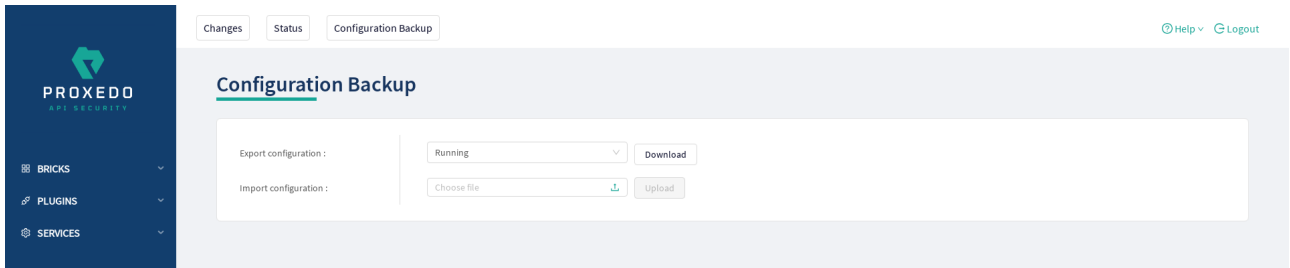 Changes Status Configuration Backup Help Logout
PROXEDO
API SECURITY
Configuration Backup
Export configuration : Running Download
Import configuration : Choose file Upload
BRICKS
PLUGINS
SERVICES